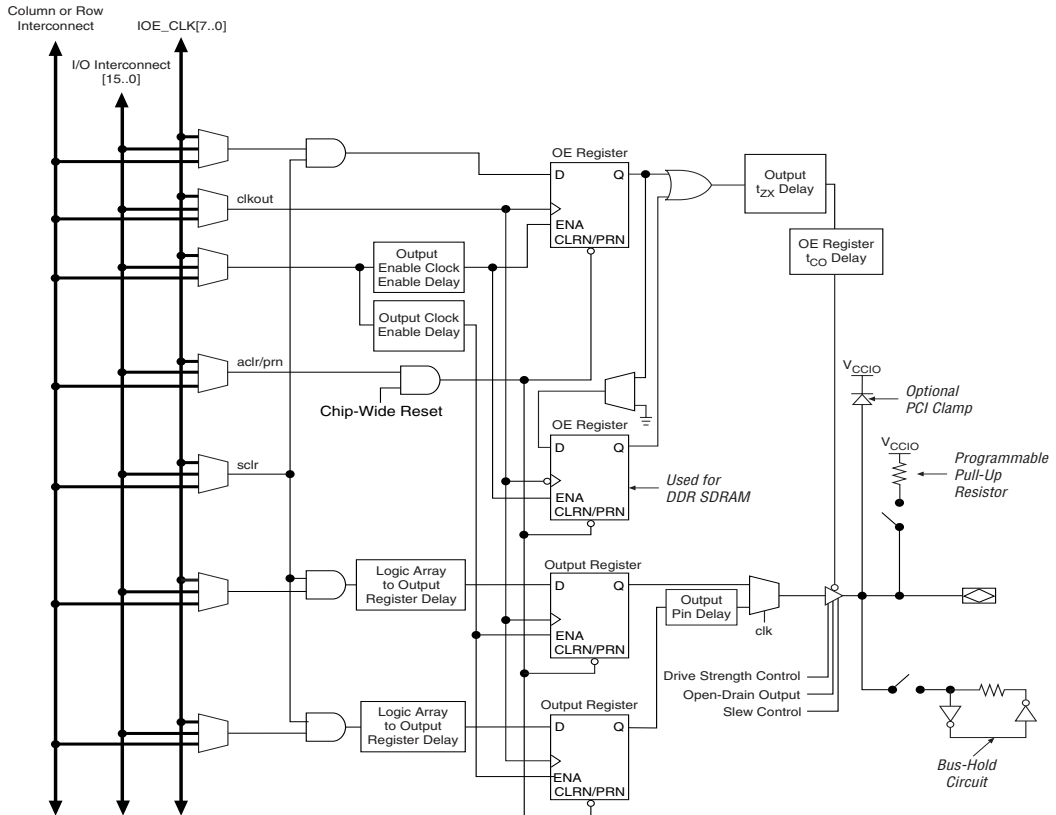 Column or Row
Interconnect
IOE_CLK[7..0]
I/O Interconnect
[15..0]
OE Register
D Q
ENA
CLRN/PRN
Output
tZX Delay
OE Register
tCO Delay
clkout
Output
Enable Clock
Enable Delay
Output Clock
Enable Delay
aclr/prn
Chip-Wide Reset
VCCIO
Optional
PCI Clamp
OE Register
D Q
ENA
CLRN/PRN
Used for
DDR SDRAM
VCCIO
Programmable
Pull-Up
Resistor
sclr
Logic Array
to Output
Register Delay
Output Register
D Q
ENA
CLRN/PRN
Output
Pin Delay
clk
Drive Strength Control
Open-Drain Output
Slew Control
Logic Array
to Output
Register Delay
Output Register
D Q
ENA
CLRN/PRN
Bus-Hold
Circuit